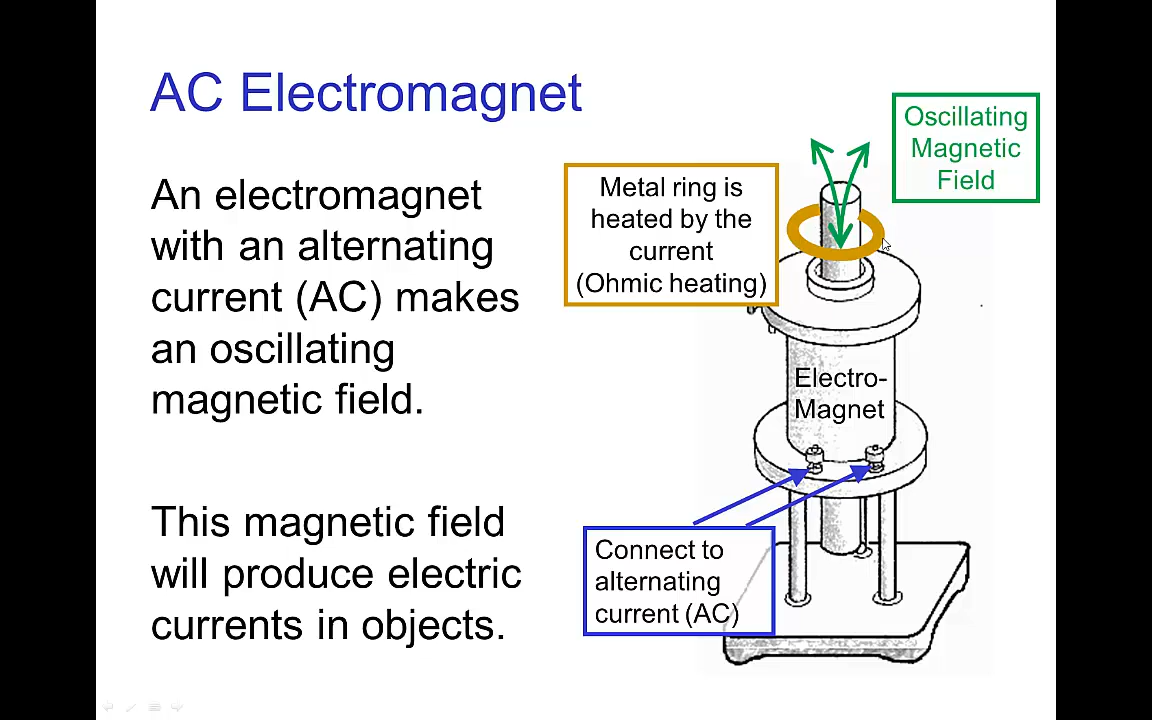 AC Electromagnet
Oscillating
Magnetic
Field
Metal ring is
heated by the
current
(Ohmic heating)
An electromagnet
with an alternating
current (AC) makes
an oscillating
magnetic field.
Electro-
Magnet
This magnetic field
will produce electric
currents in objects.
Connect to
alternating
current (AC)